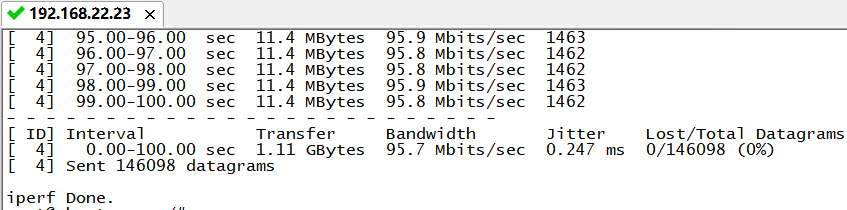 192.168.22.23 ×
[  4]  95.00-96.00  sec  11.4 MBytes  95.9 Mbits/sec  1463
[  4]  96.00-97.00  sec  11.4 MBytes  95.8 Mbits/sec  1462
[  4]  97.00-98.00  sec  11.4 MBytes  95.8 Mbits/sec  1462
[  4]  98.00-99.00  sec  11.4 MBytes  95.9 Mbits/sec  1463
[  4]  99.00-100.00 sec  11.4 MBytes  95.8 Mbits/sec  1462
- - - - - - - - - - - - - - - - - - - - - - - - -
[ ID] Interval           Transfer     Bandwidth       Jitter    Lost/Total Datagrams
[  4]   0.00-100.00 sec  1.11 GBytes  95.7 Mbits/sec  0.247 ms  0/146098 (0%)
[  4] Sent 146098 datagrams
iperf Done.